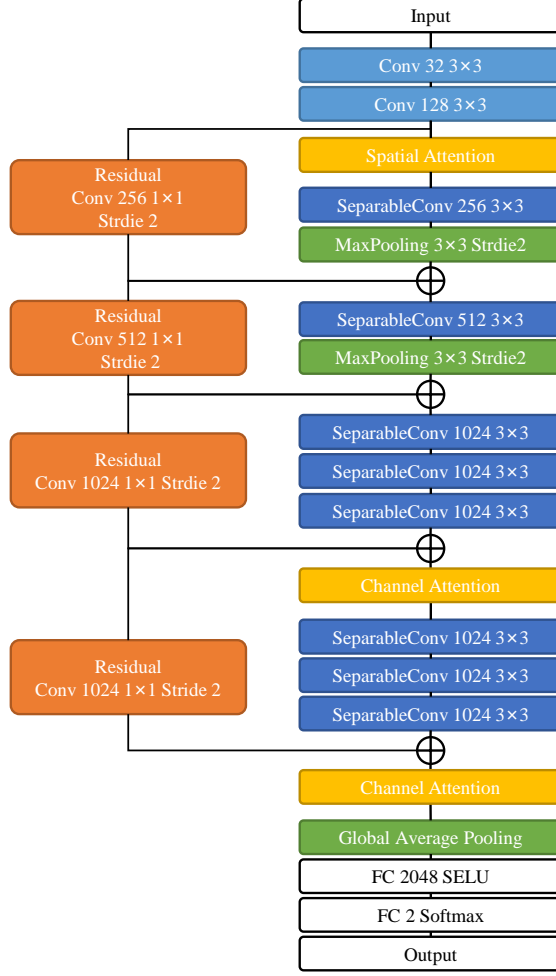 Input
Conv 32 3×3
Conv 128 3×3
Spatial Attention
Residual
Conv 256 1×1
Strdie 2
SeparableConv 256 3×3
MaxPooling 3×3 Strdie2
Residual
Conv 512 1×1
Strdie 2
SeparableConv 512 3×3
MaxPooling 3×3 Strdie2
Residual
Conv 1024 1×1 Strdie 2
SeparableConv 1024 3×3
SeparableConv 1024 3×3
SeparableConv 1024 3×3
Channel Attention
Residual
Conv 1024 1×1 Stride 2
SeparableConv 1024 3×3
SeparableConv 1024 3×3
SeparableConv 1024 3×3
Channel Attention
Global Average Pooling
FC 2048 SELU
FC 2 Softmax
Output